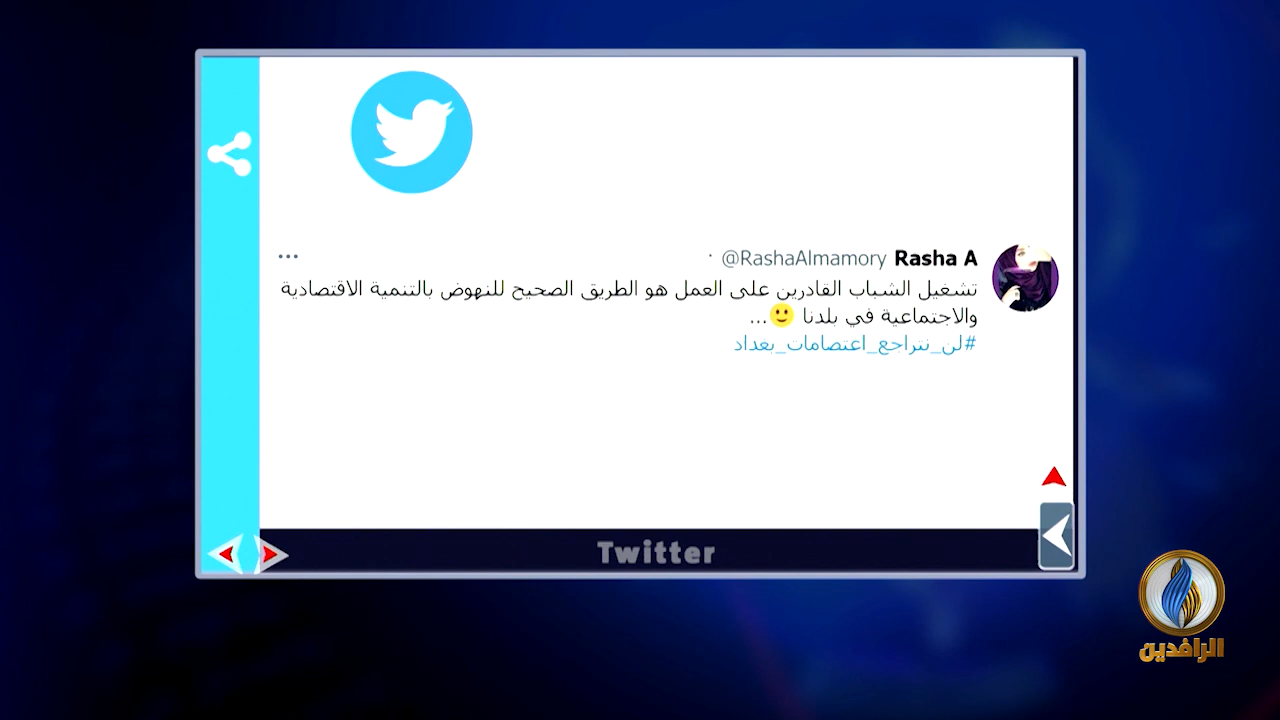 Rasha A @RashaAlmamory ·
تشغيل الشباب القادرين على العمل هو الطريق الصحيح للنهوض بالتنمية الاقتصادية
والاجتماعية في بلدنا 🙂...
#لن_نتراجع_اعتصامات_بغداد
Twitter
الرافدين